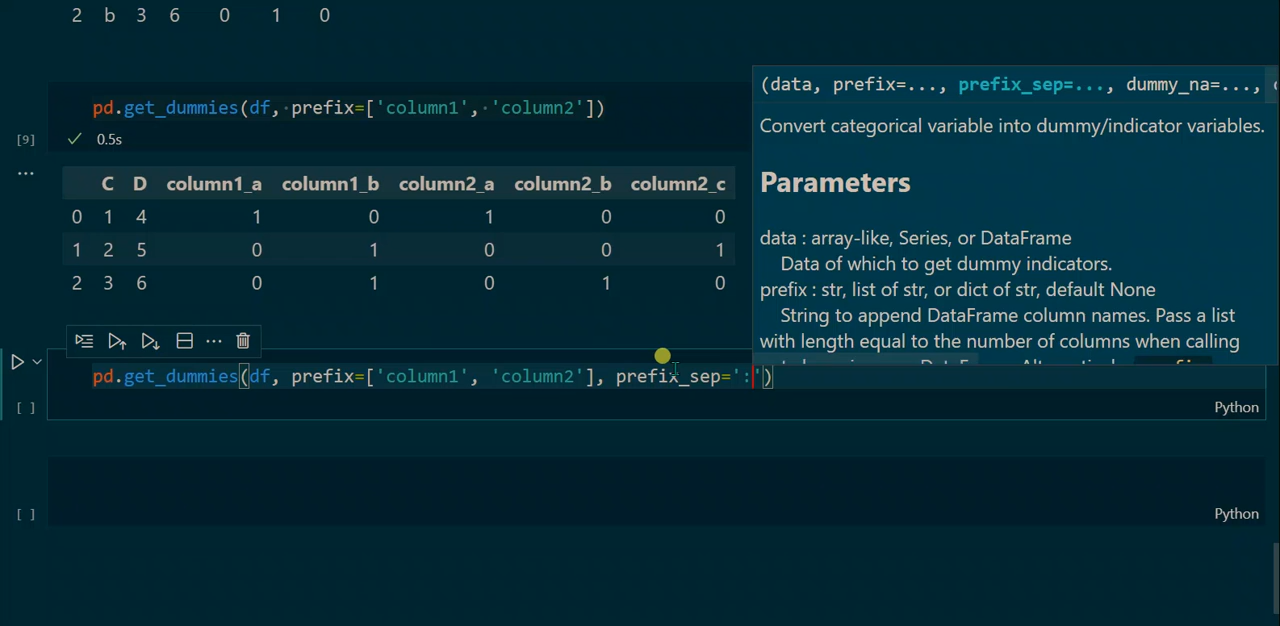 2 b 3 6 0 1 0
pd.get_dummies(df, prefix=['column1', 'column2'])
[9] 0.5s
C D column1_a column1_b column2_a column2_b column2_c
0 1 4 1 0 1 0 0
1 2 5 0 1 0 0 1
2 3 6 0 1 0 1 0
(data, prefix=..., prefix_sep=..., dummy_na=...,
Convert categorical variable into dummy/indicator variables.
Parameters
data : array-like, Series, or DataFrame
Data of which to get dummy indicators.
prefix : str, list of str, or dict of str, default None
String to append DataFrame column names. Pass a list
with length equal to the number of columns when calling
pd.get_dummies(df, prefix=['column1', 'column2'], prefix_sep=':')
[ ] Python
[ ] Python